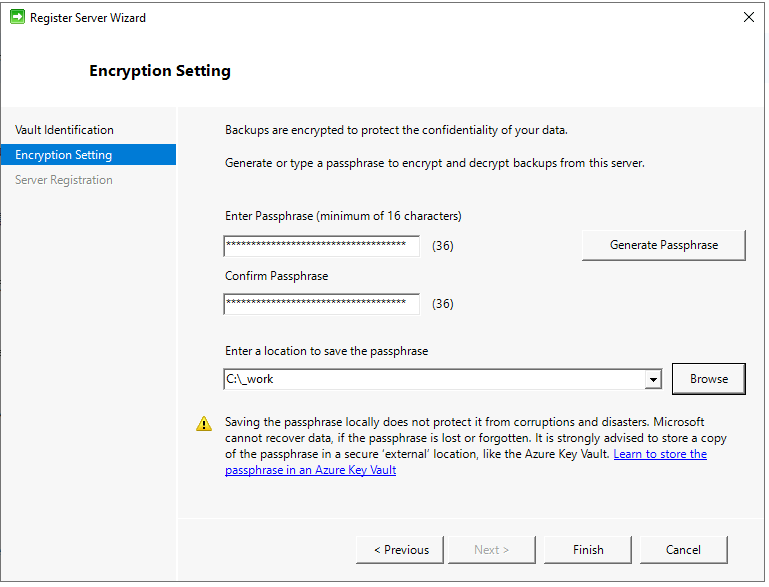 Register Server Wizard
Encryption Setting
Vault Identification
Encryption Setting
Server Registration
Backups are encrypted to protect the confidentiality of your data.
Generate or type a passphrase to encrypt and decrypt backups from this server.
Enter Passphrase (minimum of 16 characters)
************************************ (36)
Generate Passphrase
Confirm Passphrase
************************************ (36)
Enter a location to save the passphrase
C:\_work
Browse
Saving the passphrase locally does not protect it from corruptions and disasters. Microsoft
cannot recover data, if the passphrase is lost or forgotten. It is strongly advised to store a copy
of the passphrase in a secure ‘external’ location, like the Azure Key Vault. Learn to store the
passphrase in an Azure Key Vault
< Previous
Next >
Finish
Cancel